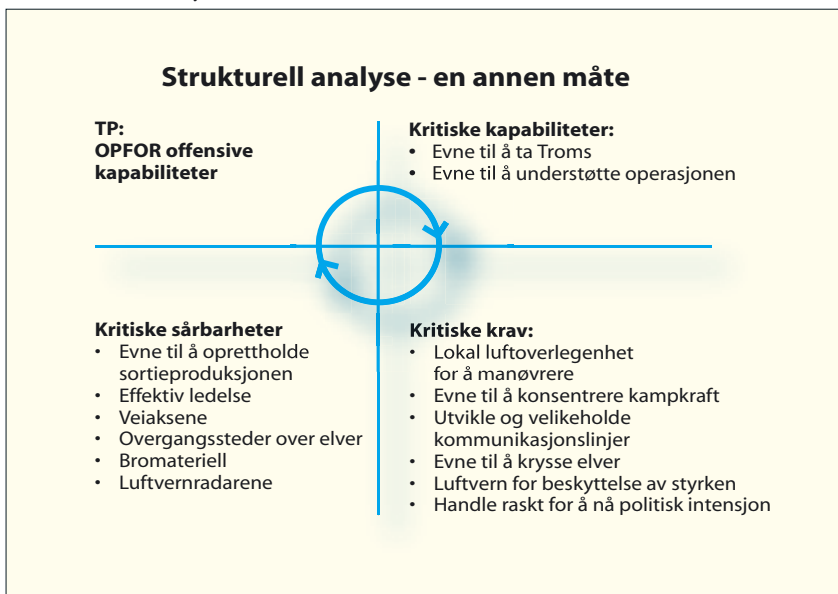 Strukturell analyse - en annen måte
TP:
OPFOR offensive
kapabiliteter
Kritiske kapabiliteter:
• Evne til å ta Troms
• Evne til å understøtte operasjonen
Kritiske sårbarheter
• Evne til å oprettholde
sortieproduksjonen
• Effektiv ledelse
• Veiaksene
• Overgangssteder over elver
• Bromateriell
• Luftvernradarene
Kritiske krav:
• Lokal luftoverlegenhet
for å manøvrere
• Evne til å konsentrere kampkraft
• Utvikle og velikeholde
kommunikasjonslinjer
• Evne til å krysse elver
• Luftvern for beskyttelse av styrken
• Handle raskt for å nå politisk intensjon